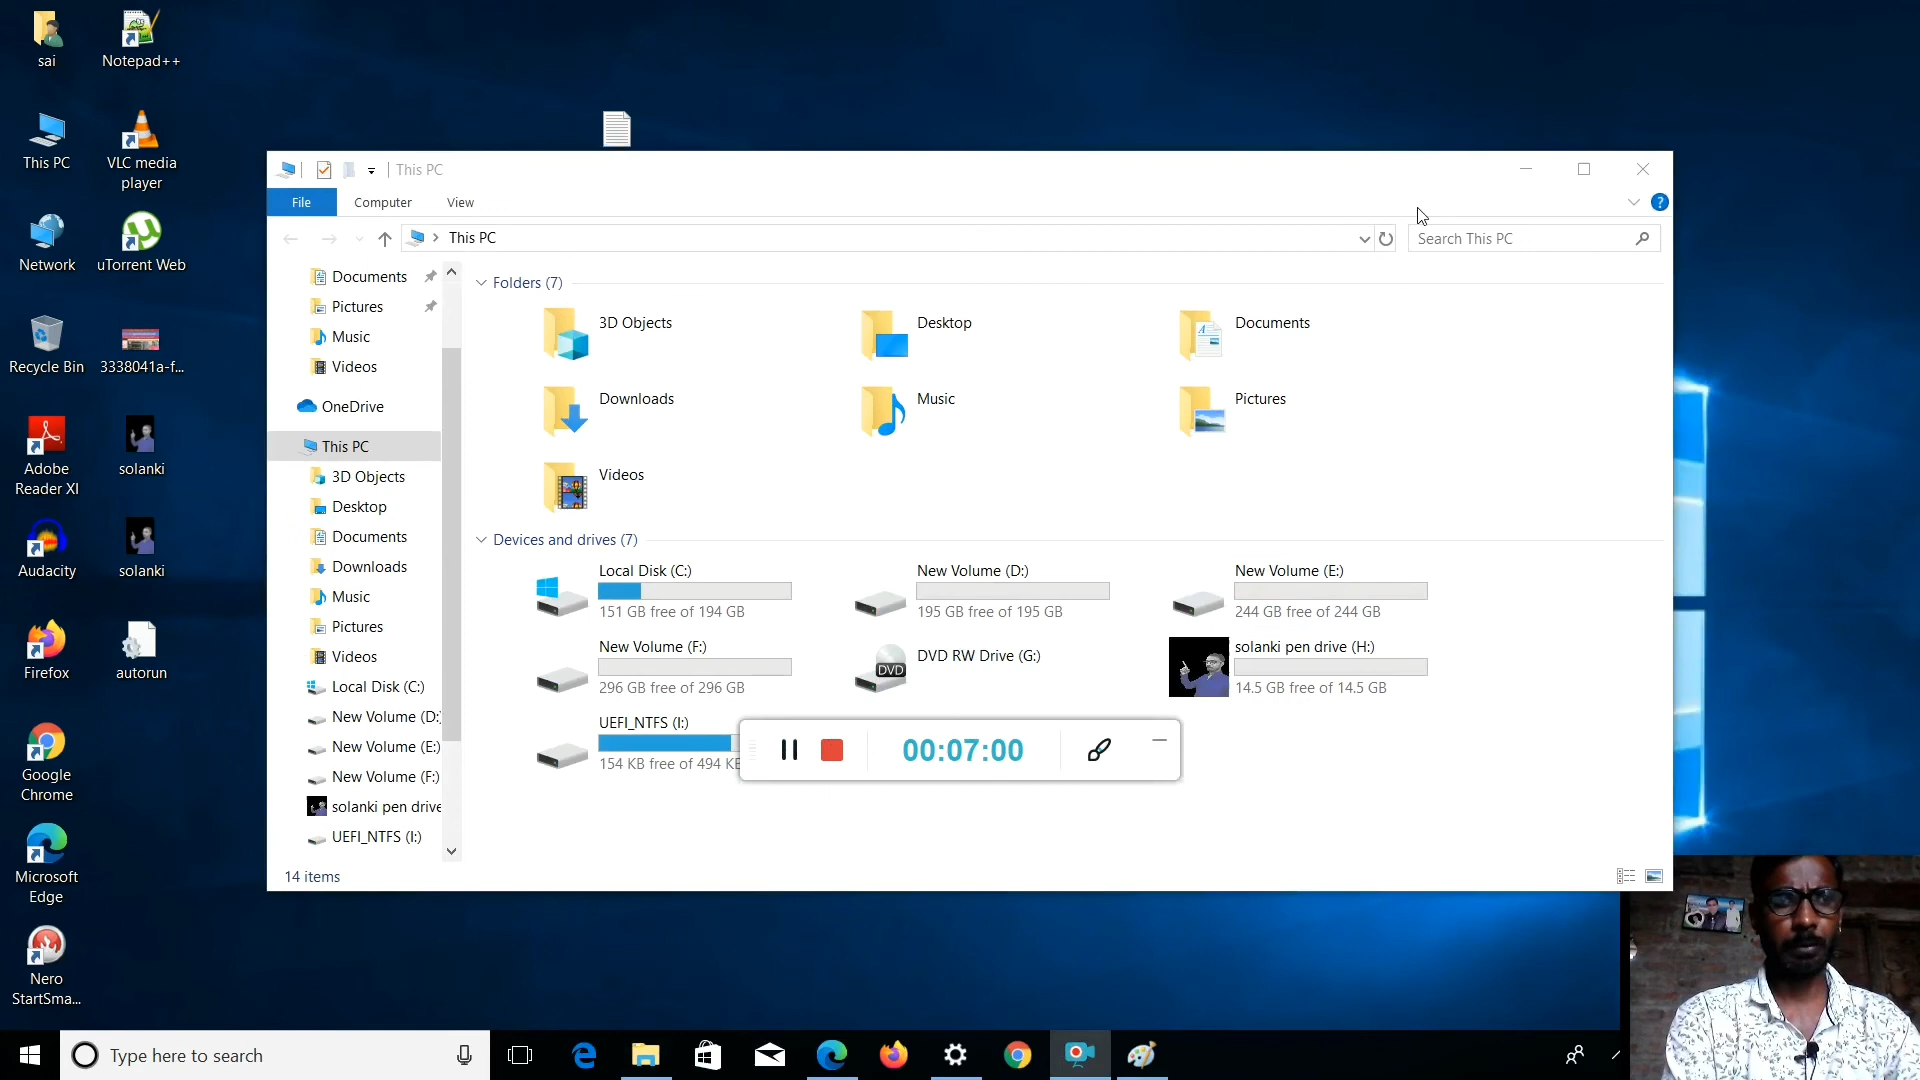 sai
Notepad++
This PC
VLC media
player
Network
uTorrent Web
Recycle Bin
3338041a-f...
Adobe
Reader XI
solanki
Audacity
solanki
Firefox
autorun
Google
Chrome
Microsoft
Edge
Nero
StartSma...
This PC
File
Computer
View
This PC
Search This PC
Documents
Pictures
Music
Videos
OneDrive
This PC
3D Objects
Desktop
Documents
Downloads
Music
Pictures
Videos
Local Disk (C:)
New Volume (D:)
New Volume (E:)
New Volume (F:)
solanki pen drive
UEFI_NTFS (I:)
Folders (7)
3D Objects
Desktop
Documents
Downloads
Music
Pictures
Videos
Devices and drives (7)
Local Disk (C:)
151 GB free of 194 GB
New Volume (D:)
195 GB free of 195 GB
New Volume (E:)
244 GB free of 244 GB
New Volume (F:)
296 GB free of 296 GB
DVD
DVD RW Drive (G:)
solanki pen drive (H:)
14.5 GB free of 14.5 GB
UEFI_NTFS (I:)
154 KB free of 494 KB
00:07:00
14 items
Type here to search